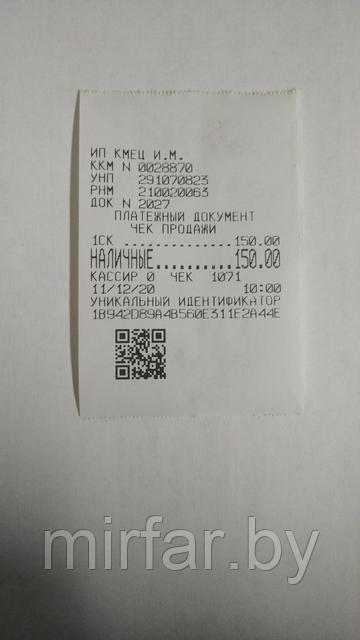 ИП КМЕЦ И.М.
ККМ N 0028870
УНП 291070823
РНМ 210020063
ДОК N 2027
ПЛАТЕЖНЫЙ ДОКУМЕНТ
ЧЕК ПРОДАЖИ
1СК ...............150.00
НАЛИЧНЫЕ..........150.00
КАССИР 0 ЧЕК 1071
11/12/20 10:00
УНИКАЛЬНЫЙ ИДЕНТИФИКАТОР
1B942D89A4B560E311E2A44E
mirfar.by